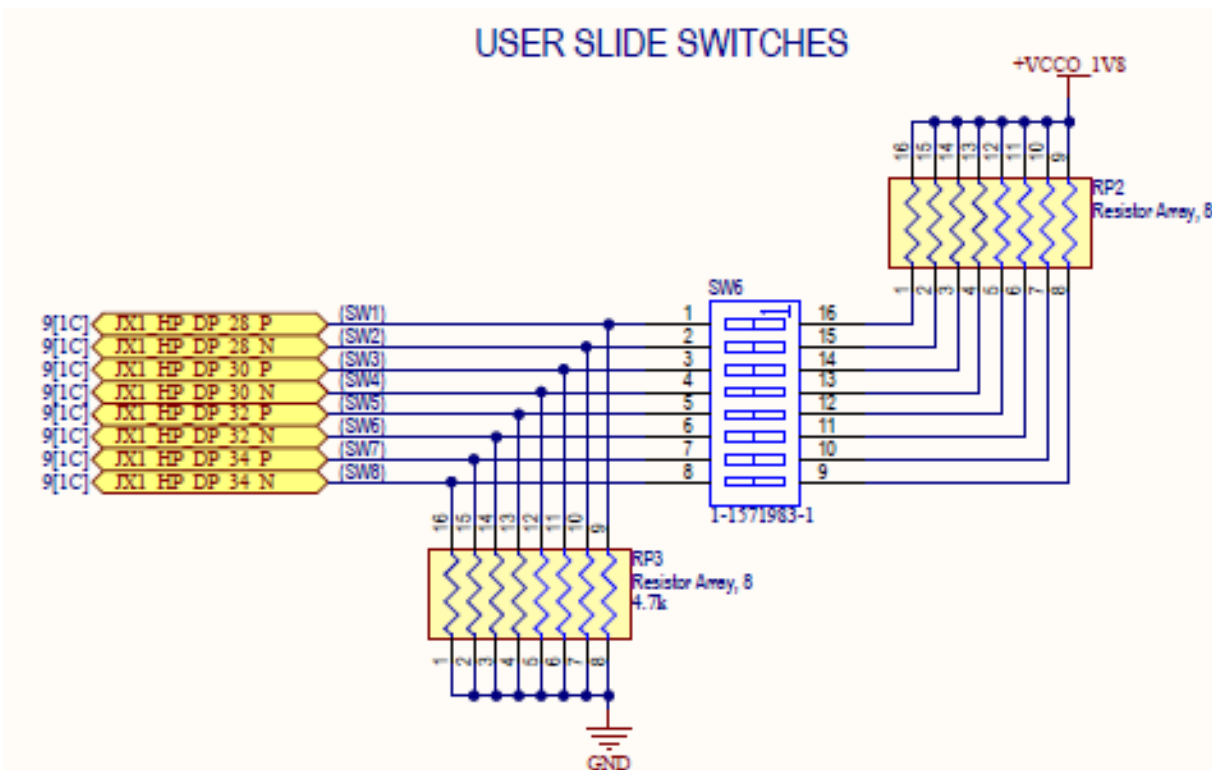 USER SLIDE SWITCHES
+VCCO_1V8
16 15 14 13 12 11 10 9
RP2
Resistor Array, 8
1 2 3 4 5 6 7 8
SW6
9[1C] JX1_HP_DP_28_P (SW1) 1 1 16
9[1C] JX1_HP_DP_28_N (SW2) 2 15
9[1C] JX1_HP_DP_30_P (SW3) 3 14
9[1C] JX1_HP_DP_30_N (SW4) 4 13
9[1C] JX1_HP_DP_32_P (SW5) 5 12
9[1C] JX1_HP_DP_32_N (SW6) 6 11
9[1C] JX1_HP_DP_34_P (SW7) 7 10
9[1C] JX1_HP_DP_34_N (SW8) 8 9
1-1571983-1
16 15 14 13 12 11 10 9
RP3
Resistor Array, 8
4.7k
1 2 3 4 5 6 7 8
GND